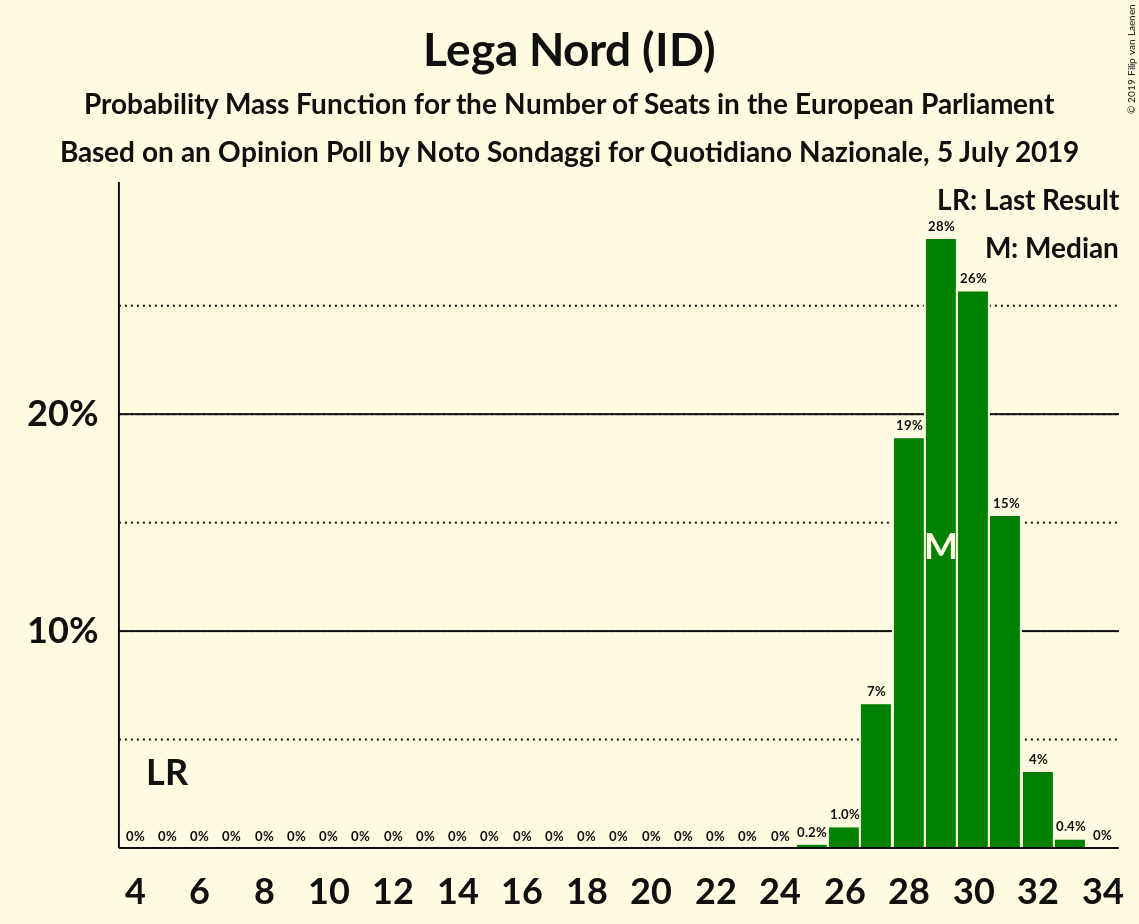 Lega Nord (ID)
Probability Mass Function for the Number of Seats in the European Parliament
Based on an Opinion Poll by Noto Sondaggi for Quotidiano Nazionale, 5 July 2019
© 2019 Filip van Laenen
LR: Last Result
M: Median
28%
26%
20%
19%
15%
M
10%
7%
LR
4%
0% 0% 0% 0% 0% 0% 0% 0% 0% 0% 0% 0% 0% 0% 0% 0% 0% 0% 0% 0% 0% 0.2% 1.0% 0.4% 0%
4 6 8 10 12 14 16 18 20 22 24 26 28 30 32 34